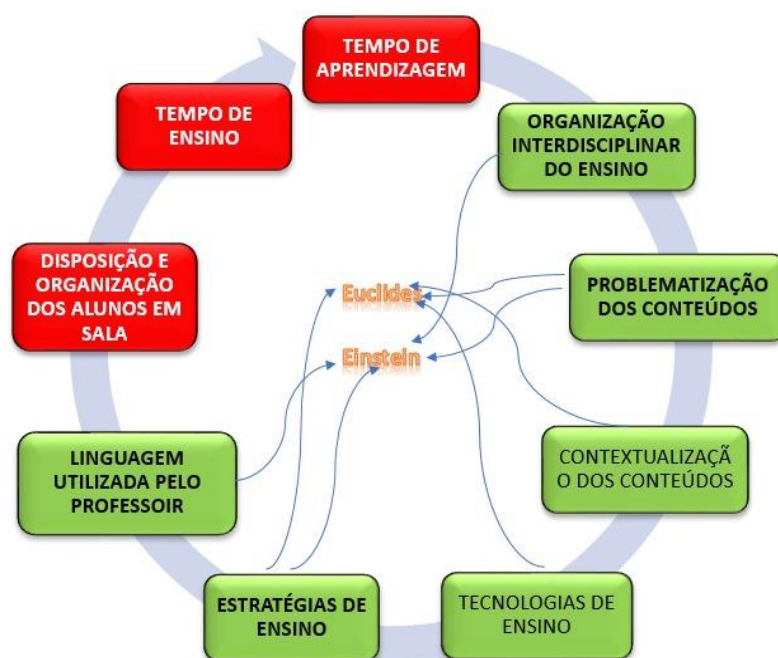 TEMPO DE
APRENDIZAGEM
ORGANIZAÇÃO
INTERDISCIPLINAR
DO ENSINO
PROBLEMATIZAÇÃO
DOS CONTEÚDOS
CONTEXTUALIZAÇÃ
O DOS CONTEÚDOS
TECNOLOGIAS DE
ENSINO
ESTRATÉGIAS DE
ENSINO
LINGUAGEM
UTILIZADA PELO
PROFESSOIR
DISPOSIÇÃO E
ORGANIZAÇÃO
DOS ALUNOS EM
SALA
TEMPO DE
ENSINO
Euclides
Einstein